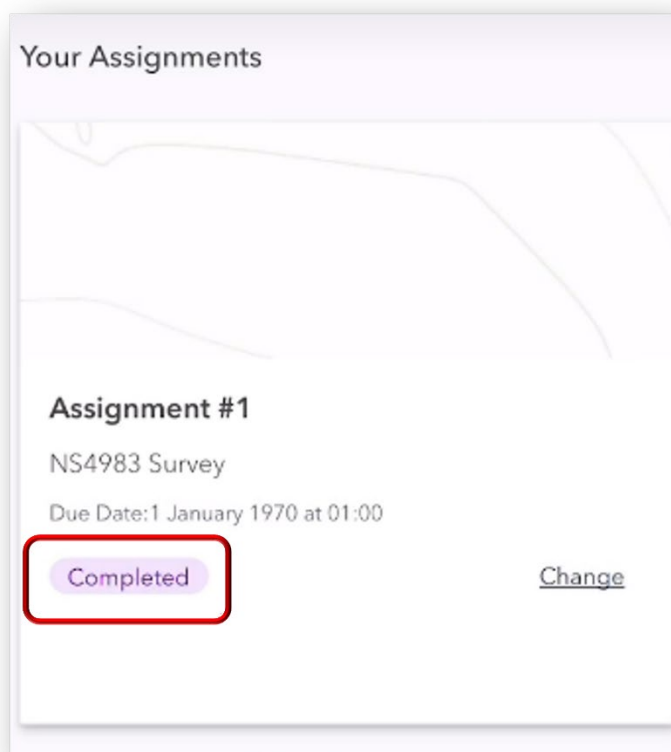 Your Assignments
Assignment #1
NS4983 Survey
Due Date:1 January 1970 at 01:00
Completed
Change